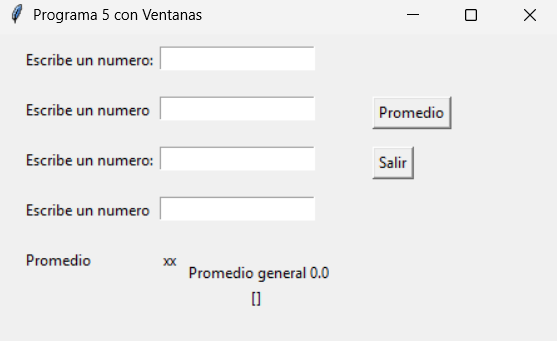 Programa 5 con Ventanas
Escribe un numero:
Escribe un numero
Promedio
Escribe un numero:
Salir
Escribe un numero
Promedio xx
Promedio general 0.0
[]